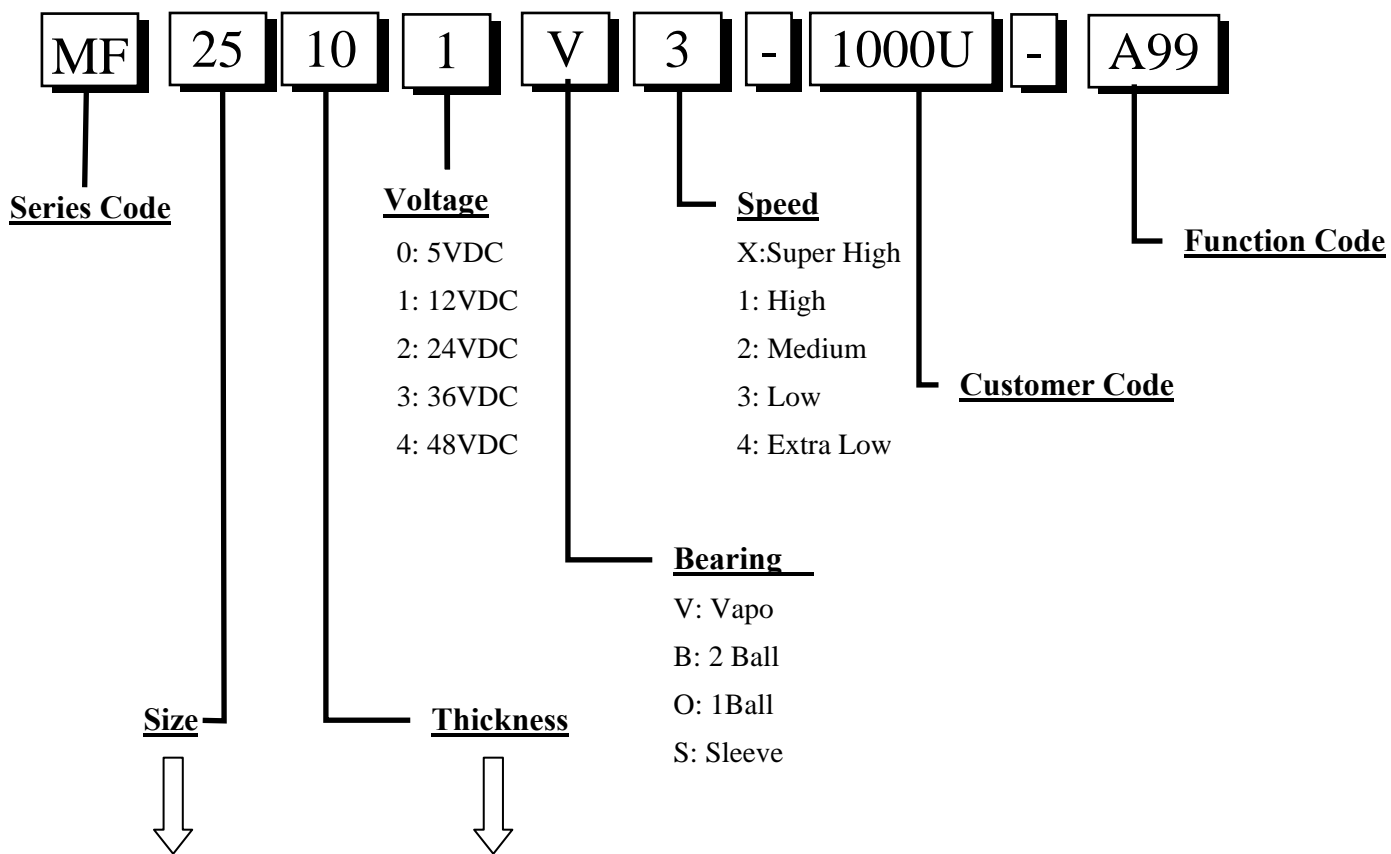 MF 25 10 1 V 3 - 1000U - A99
Series Code
Voltage
0: 5VDC
1: 12VDC
2: 24VDC
3: 36VDC
4: 48VDC
Speed
X:Super High
1: High
2: Medium
3: Low
4: Extra Low
Function Code
Customer Code
Bearing
V: Vapo
B: 2 Ball
O: 1Ball
S: Sleeve
Size
Thickness